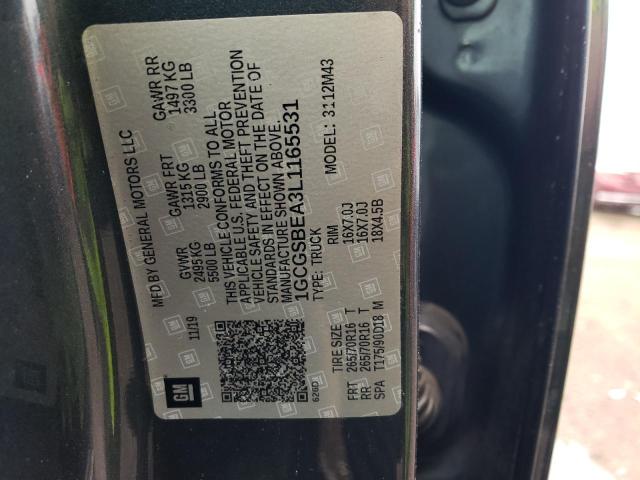 MFD BY GENERAL MOTORS LLC
11/19
GM
GVWR GAWR FRT GAWR RR
2495 KG 1315 KG 1497 KG
5500 LB 2900 LB 3300 LB
THIS VEHICLE CONFORMS TO ALL
APPLICABLE U.S. FEDERAL MOTOR
VEHICLE SAFETY AND THEFT PREVENTION
STANDARDS IN EFFECT ON THE DATE OF
MANUFACTURE SHOWN ABOVE.
1GCGSBEA3L1165531
TYPE: TRUCK MODEL: 3112M43
620D
TIRE SIZE RIM
FRT 265/70R16 T 16X7.0J
RR 265/70R16 T 16X7.0J
SPA T175/90D18 M 18X4.5B